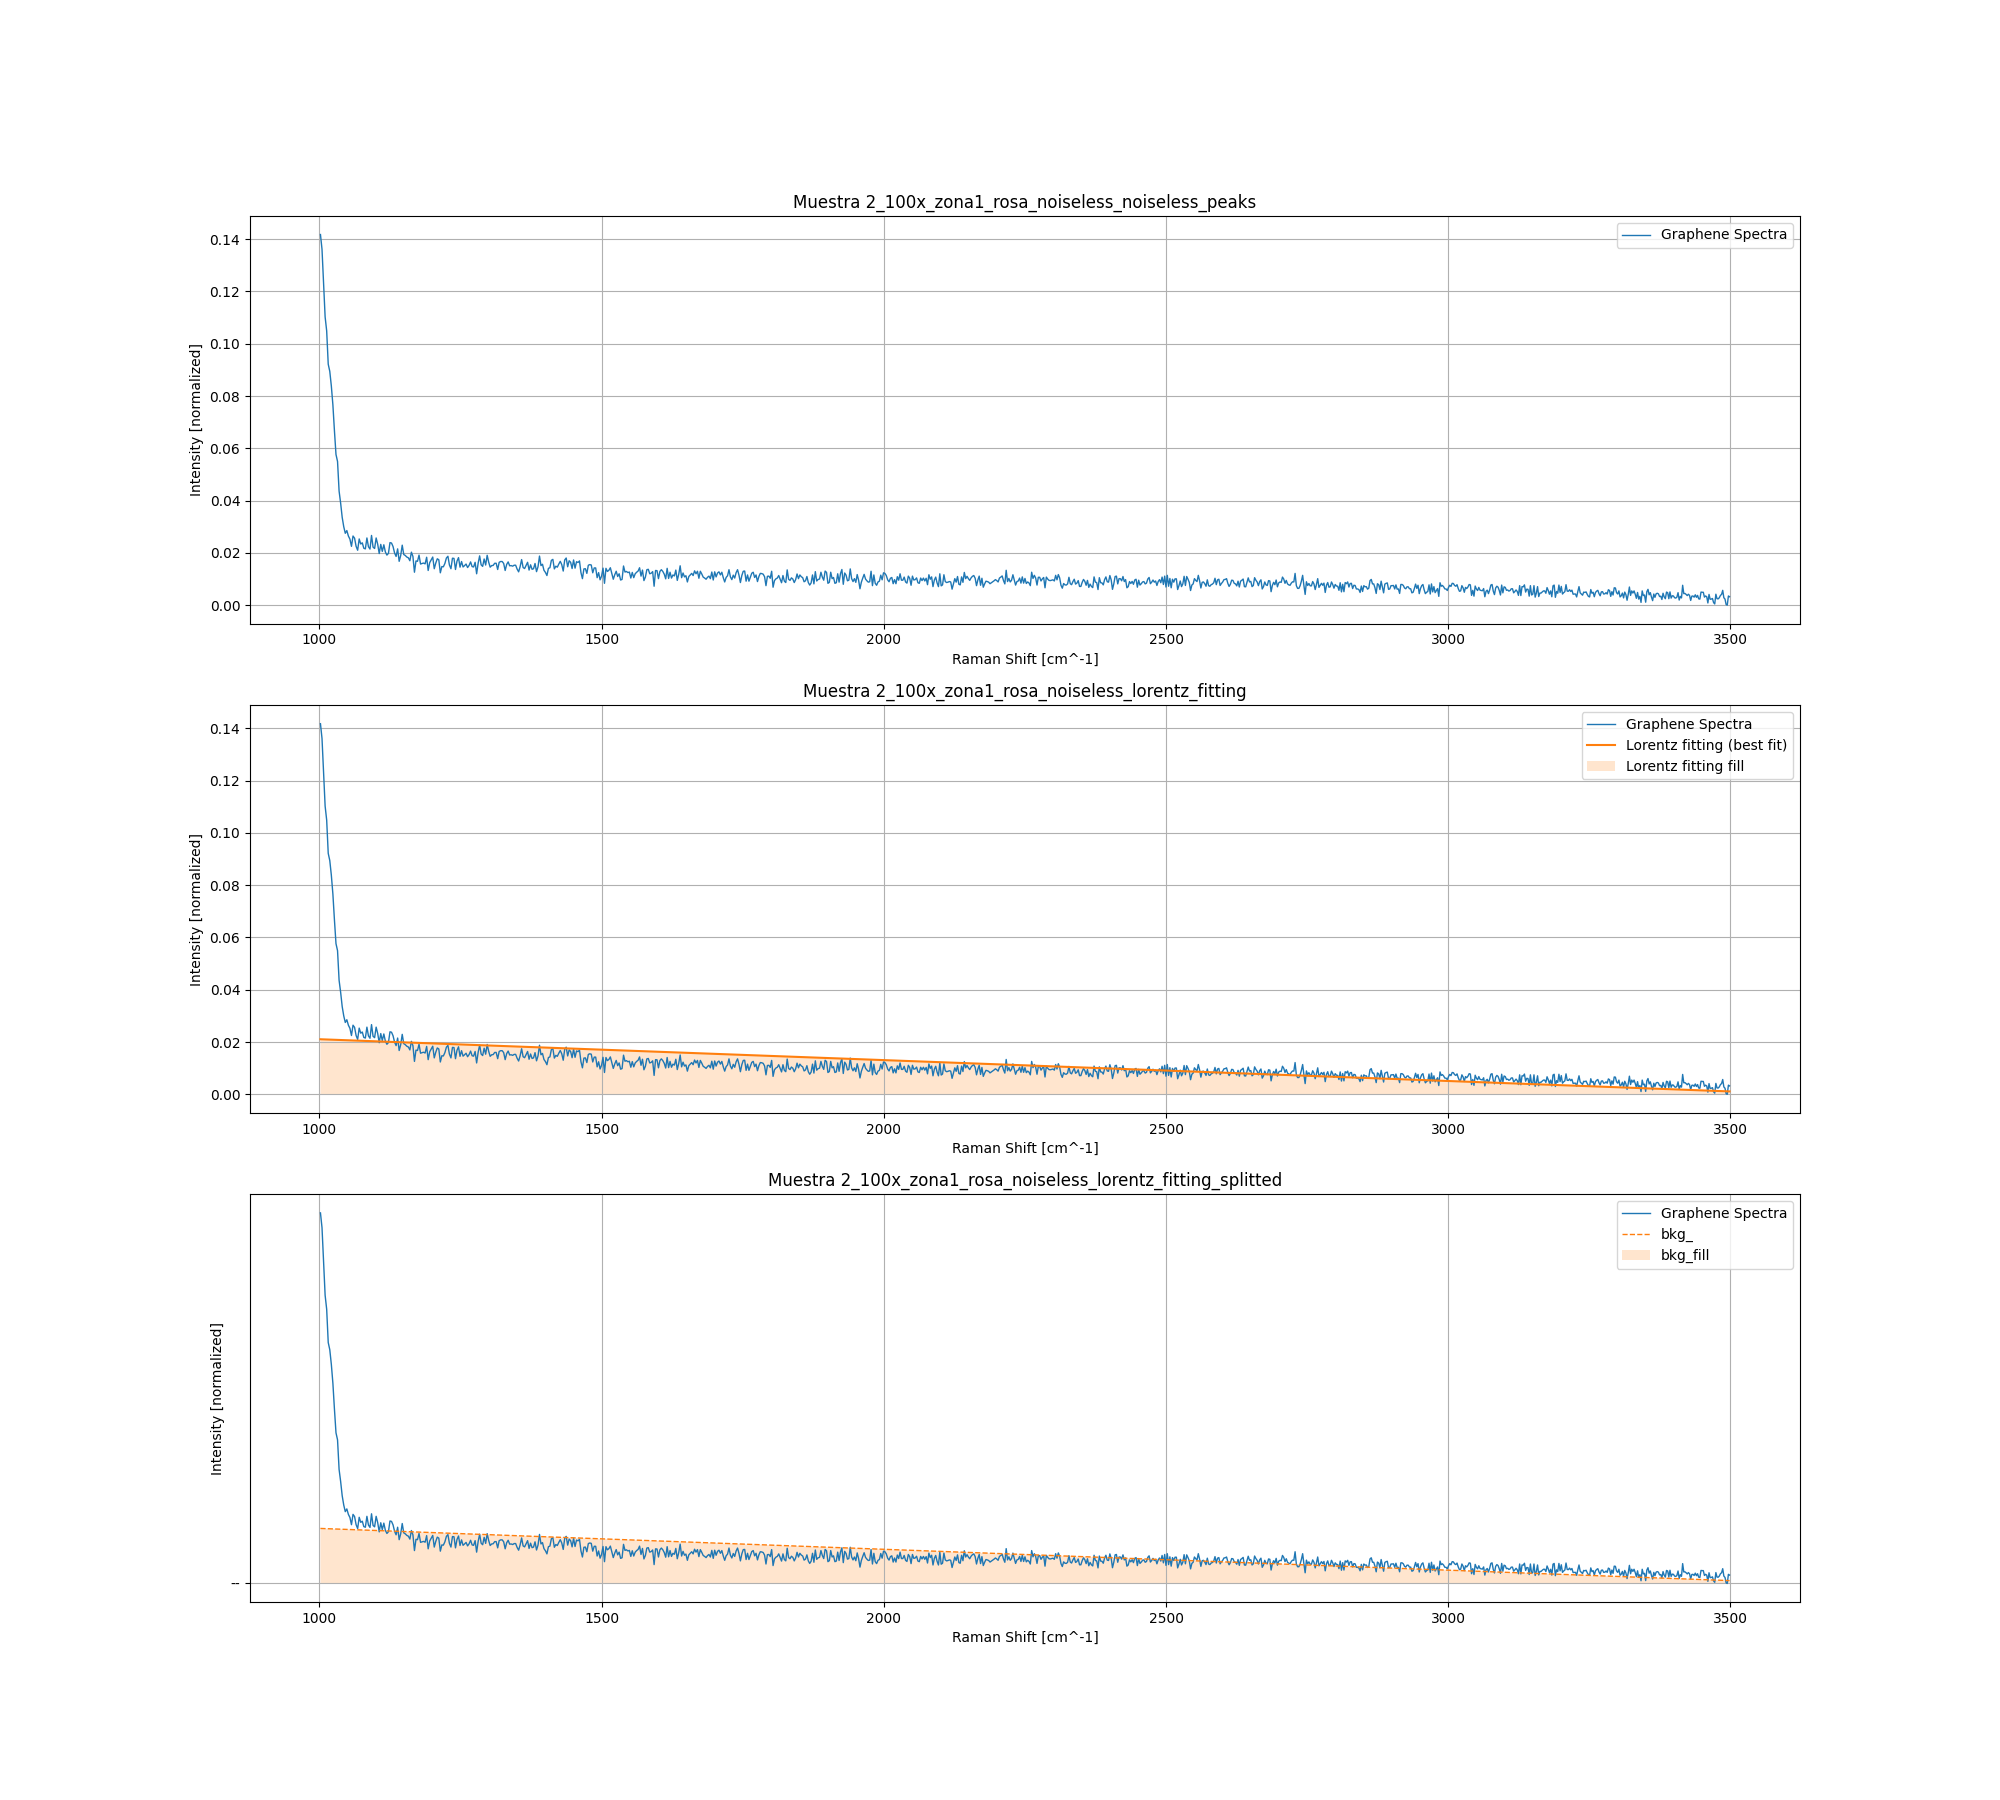 Muestra 2_100x_zona1_rosa_noiseless_noiseless_peaks
Graphene Spectra
0.14
0.12
0.10
0.08
0.06
0.04
0.02
0.00
Intensity [normalized]
1000 1500 2000 2500 3000 3500
Raman Shift [cm^-1]
Muestra 2_100x_zona1_rosa_noiseless_lorentz_fitting
Graphene Spectra
Lorentz fitting (best fit)
Lorentz fitting fill
0.14
0.12
0.10
0.08
0.06
0.04
0.02
0.00
Intensity [normalized]
1000 1500 2000 2500 3000 3500
Raman Shift [cm^-1]
Muestra 2_100x_zona1_rosa_noiseless_lorentz_fitting_splitted
Graphene Spectra
bkg_
bkg_fill
Intensity [normalized]
--
1000 1500 2000 2500 3000 3500
Raman Shift [cm^-1]